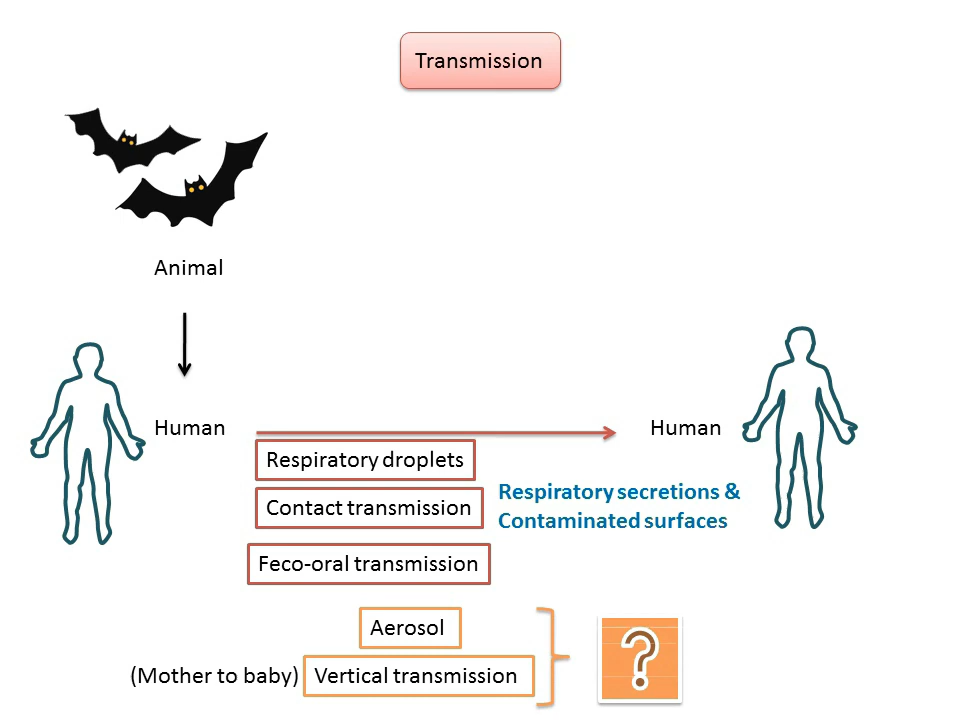 Transmission
Animal
Human
Human
Respiratory droplets
Contact transmission
Respiratory secretions &
Contaminated surfaces
Feco-oral transmission
Aerosol
(Mother to baby) Vertical transmission
?